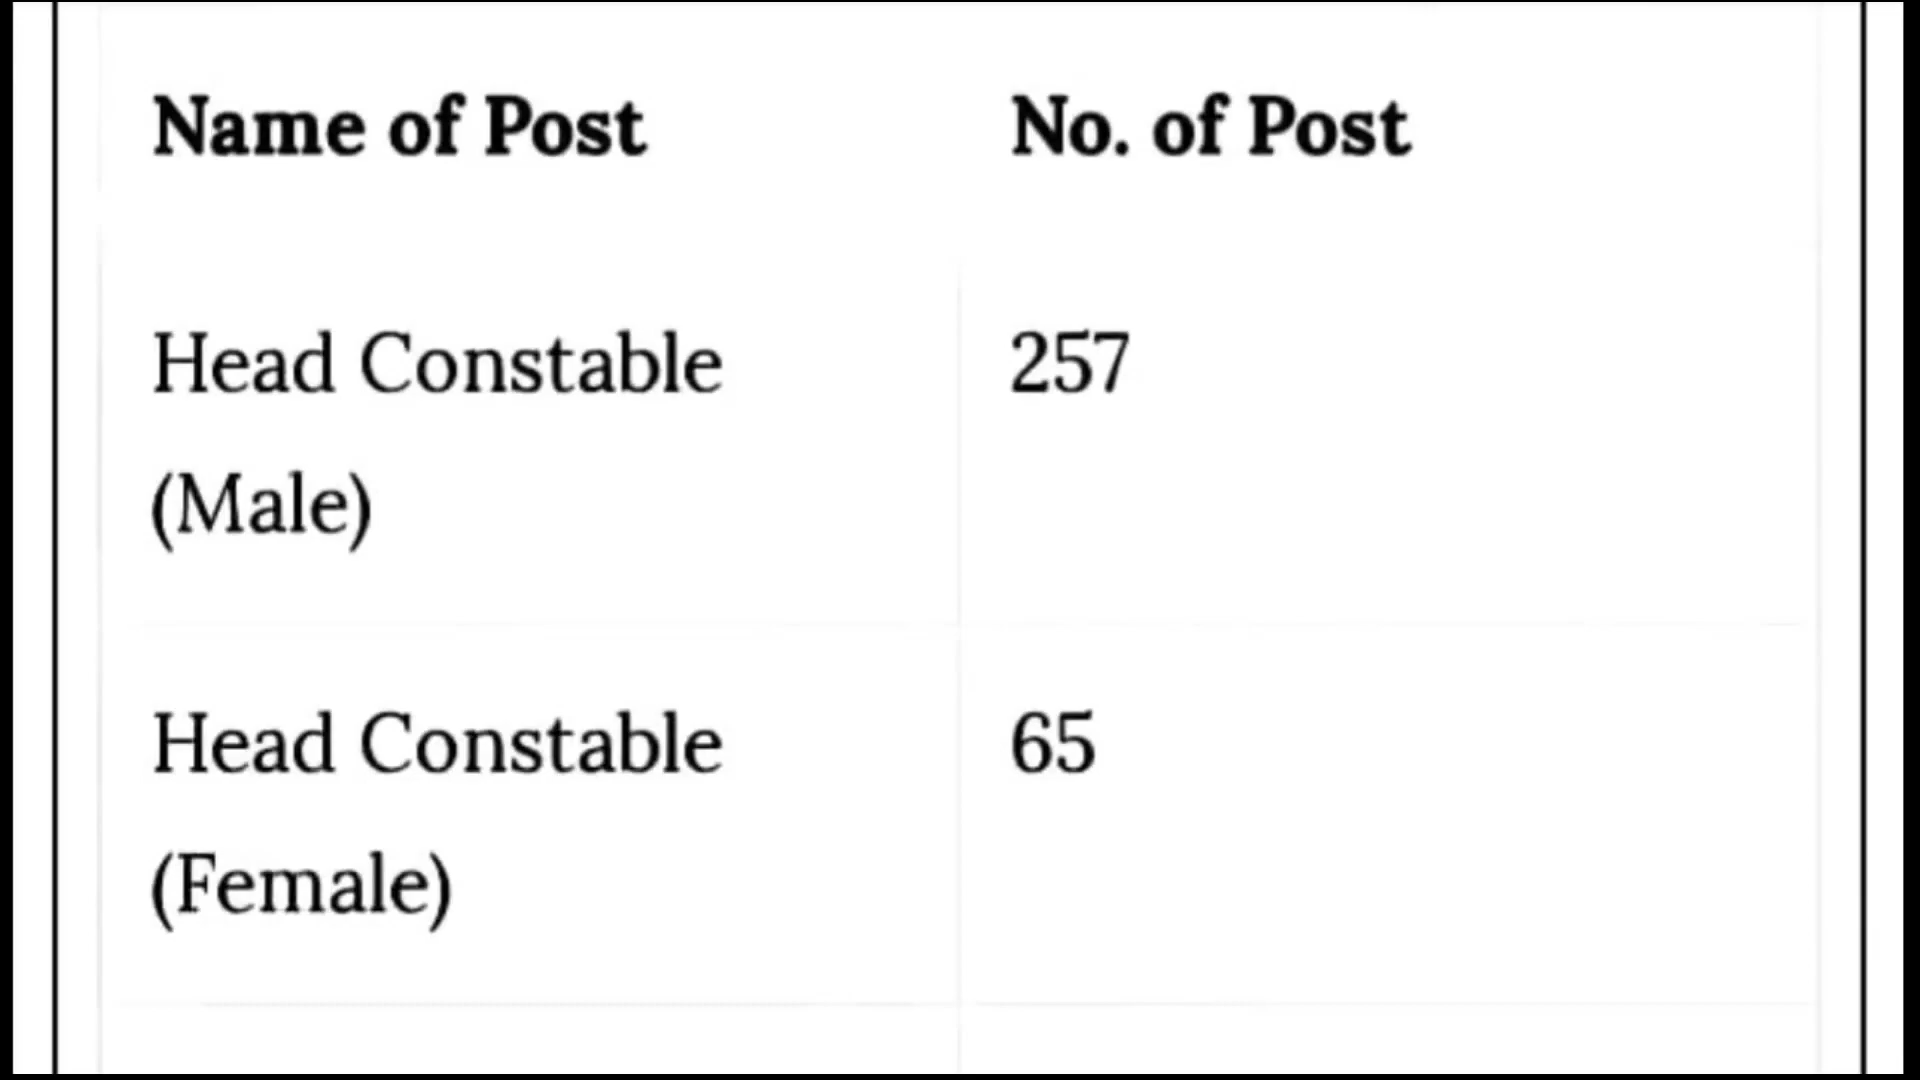 Name of Post No. of Post
Head Constable 257
(Male)
Head Constable 65
(Female)